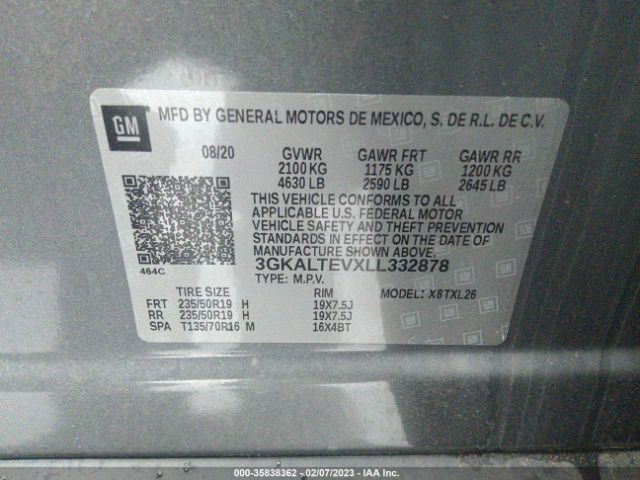 GM
MFD BY GENERAL MOTORS DE MEXICO, S. DE R.L. DE C.V.
08/20 GVWR GAWR FRT GAWR RR
2100 KG 1175 KG 1200 KG
4630 LB 2590 LB 2645 LB
THIS VEHICLE CONFORMS TO ALL
APPLICABLE U.S. FEDERAL MOTOR
VEHICLE SAFETY AND THEFT PREVENTION
STANDARDS IN EFFECT ON THE DATE OF
MANUFACTURE SHOWN ABOVE.
464C 3GKALTEVXLL332878
TYPE: M.P.V. MODEL: X8TXL26
TIRE SIZE RIM
FRT 235/50R19 H 19X7.5J
RR 235/50R19 H 19X7.5J
SPA T135/70R16 M 16X4BT
000-35838362 - 02/07/2023 - IAA Inc.